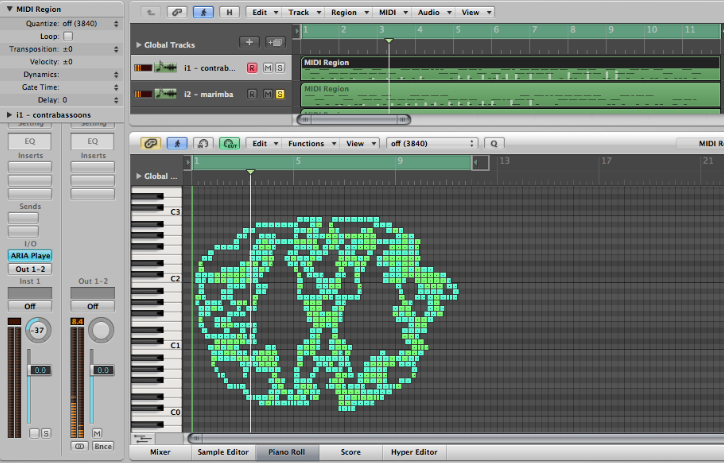 MIDI Region
Quantize: off (3840)
Loop:
Transposition: ±0
Velocity: ±0
Dynamics:
Gate Time:
Delay: 0
i1 - contrabassoons
Setting
EQ EQ
Inserts Inserts
Sends
I/O
ARIA Playe
Out 1-2
Inst 1 Out 1-2
Off Off
-37 8.4
0.0 0.0
S M
Bnce
H Edit Track Region MIDI Audio View
Global Tracks
1 2 3 4 5 6 7 8 9 10 11
i1 - contrab... R M S
MIDI Region
i2 - marimba R M S
MIDI Region
OUT Edit Functions View off (3840) Q MIDI Re
Global ...
1 5 9 13 17 21
C3
C2
C1
C0
Mixer Sample Editor Piano Roll Score Hyper Editor